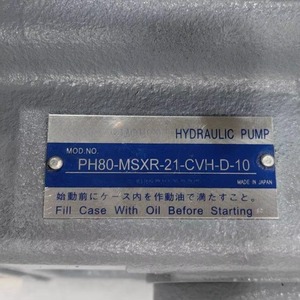 HYDRAULIC PUMP
MOD.NO.
PH80-MSXR-21-CVH-D-10
MADE IN JAPAN
始動前にケース内を作動油で満たすこと。
Fill Case With Oil Before Starting